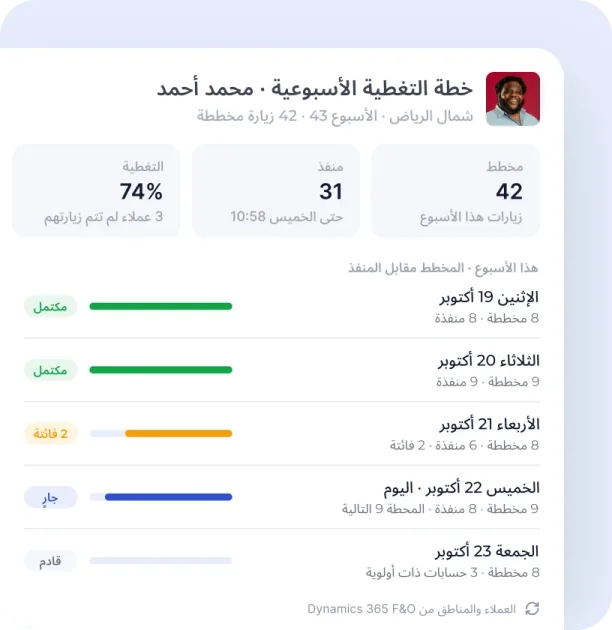 خطة التغطية الأسبوعية · محمد أحمد
شمال الرياض · الأسبوع 43 · 42 زيارة مخططة
مخطط
42
زيارات هذا الأسبوع
منفذ
31
حتى الخميس 10:58
التغطية
74%
3 عملاء لم تتم زيارتهم
هذا الأسبوع · المخطط مقابل المنفذ
الإثنين 19 أكتوبر
8 مخططة · 8 منفذة
مكتمل
الثلاثاء 20 أكتوبر
9 مخططة · 9 منفذة
مكتمل
الأربعاء 21 أكتوبر
8 مخططة · 6 منفذة · 2 فائتة
2 فائتة
الخميس 22 أكتوبر · اليوم
9 مخططة · 8 منفذة · المحطة 9 التالية
جارٍ
الجمعة 23 أكتوبر
8 مخططة · 3 حسابات ذات أولوية
قادم
العملاء والمناطق من Dynamics 365 F&O